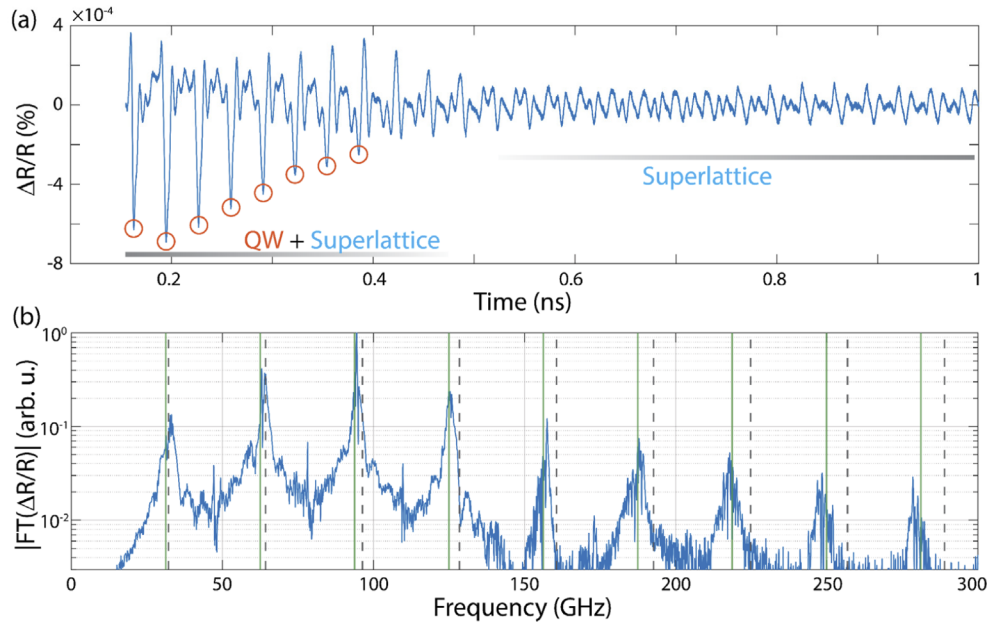 (a)
×10⁻⁴
4
0
-4
-8
ΔR/R (%)
QW + Superlattice
Superlattice
0.2 0.4 0.6 0.8 1
Time (ns)
(b)
10⁰
10⁻¹
10⁻²
|FT(ΔR/R)| (arb. u.)
0 50 100 150 200 250 300
Frequency (GHz)